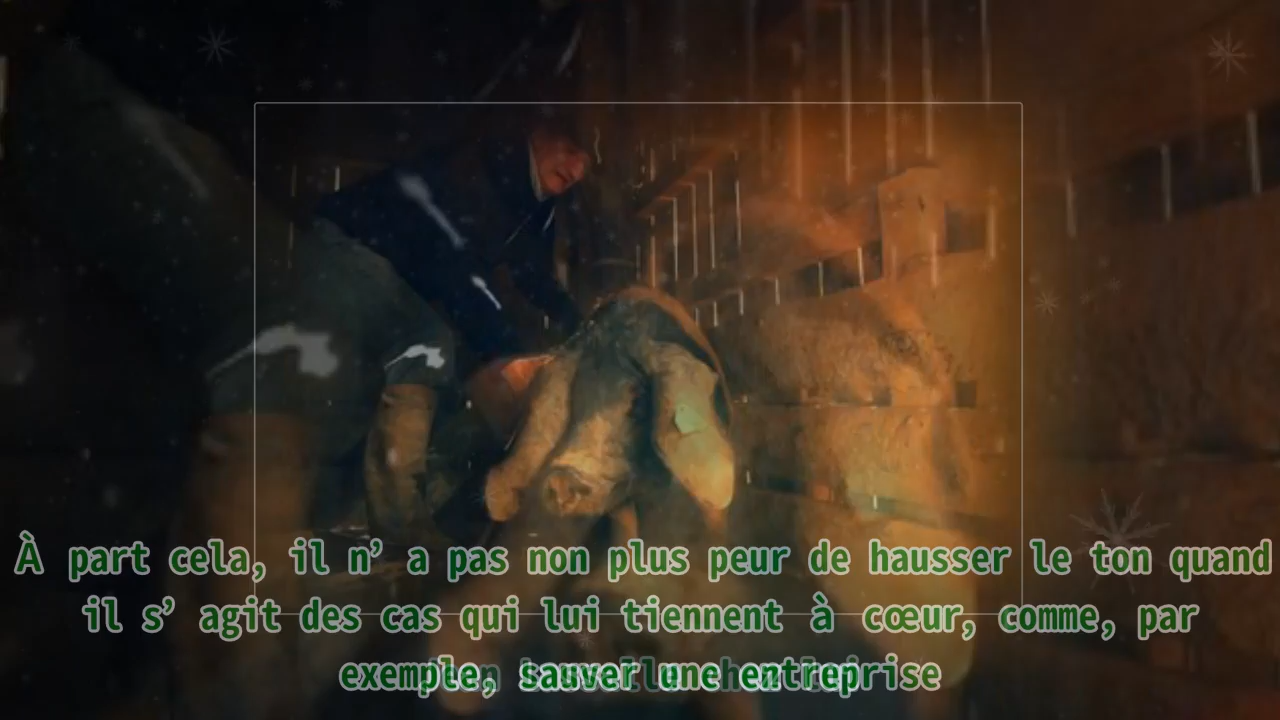 À part cela, il n’ a pas non plus peur de hausser le ton quand
il s’ agit des cas qui lui tiennent à cœur, comme, par
exemple, sauver une entreprise